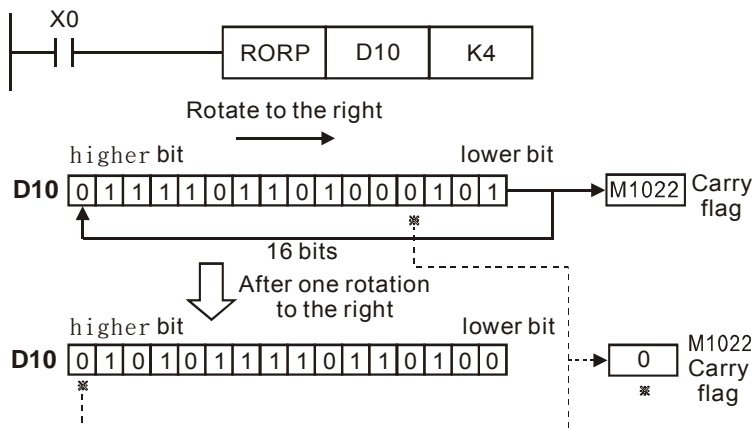 X0
RORP D10 K4
Rotate to the right
higher bit lower bit
D10 0 1 1 1 1 0 1 1 0 1 0 0 0 1 0 1 M1022 Carry
flag
※
16 bits
After one rotation
to the right
higher bit lower bit
D10 0 1 0 1 0 1 1 1 1 0 1 1 0 1 0 0 0 M1022
Carry
flag
※ ※